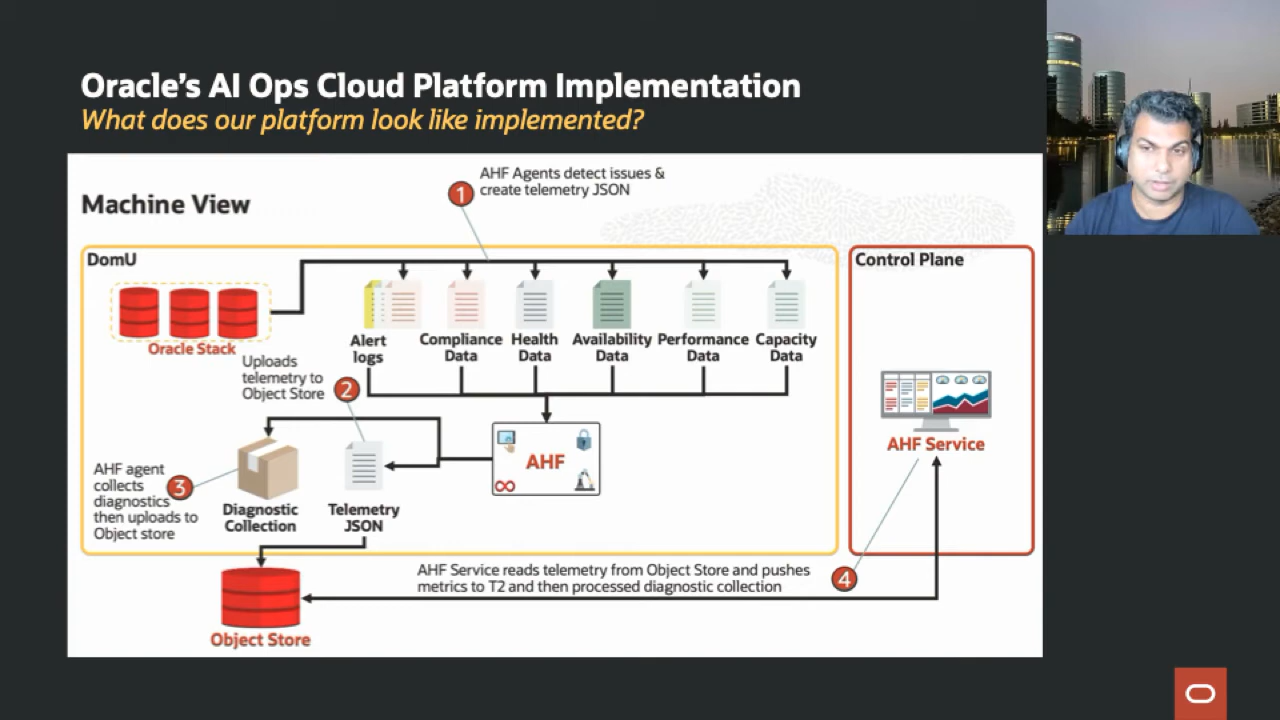 Oracle's AI Ops Cloud Platform Implementation
What does our platform look like implemented?
AHF Agents detect issues &
create telemetry JSON
1
Machine View
DomU
Control Plane
Oracle Stack
Alert
logs
Compliance
Data
Health
Data
Availability
Data
Performance
Data
Capacity
Data
Uploads
telemetry to
Object Store
2
AHF
AHF Service
AHF agent
collects
diagnostics
then uploads to
Object store
3
Diagnostic
Collection
Telemetry
JSON
AHF Service reads telemetry from Object Store and pushes
metrics to T2 and then processed diagnostic collection
4
Object Store